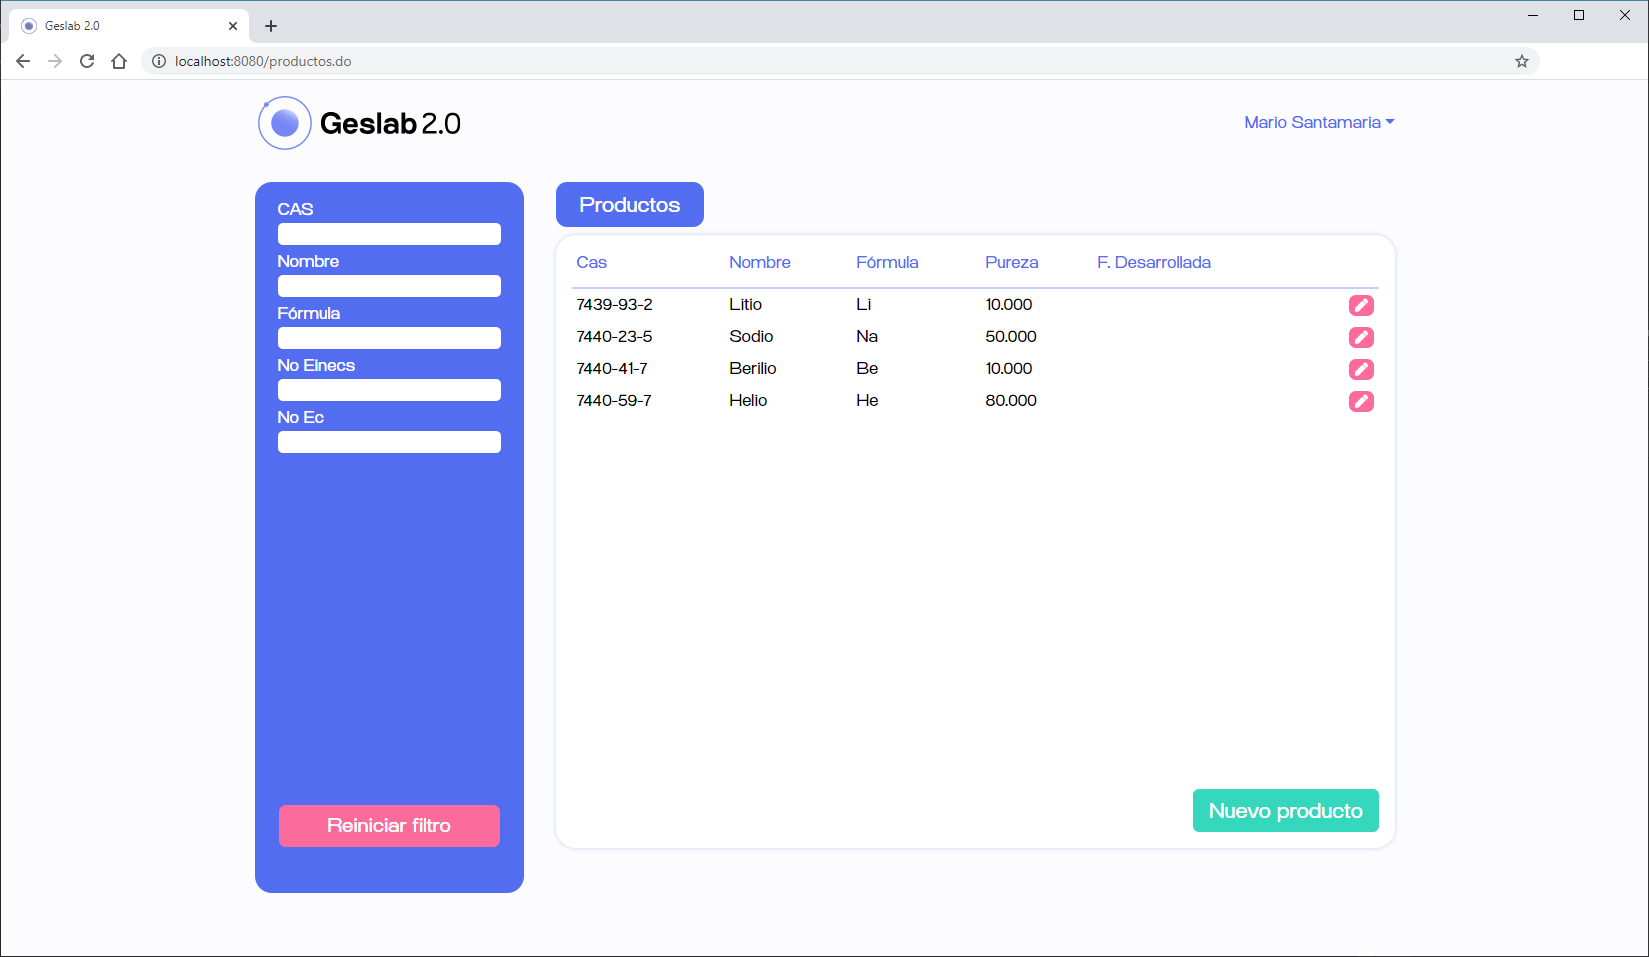 Geslab 2.0
localhost:8080/productos.do
Geslab 2.0
Mario Santamaria
CAS
Nombre
Fórmula
No Einecs
No Ec
Reiniciar filtro
Productos
Cas Nombre Fórmula Pureza F. Desarrollada
7439-93-2 Litio Li 10.000
7440-23-5 Sodio Na 50.000
7440-41-7 Berilio Be 10.000
7440-59-7 Helio He 80.000
Nuevo producto